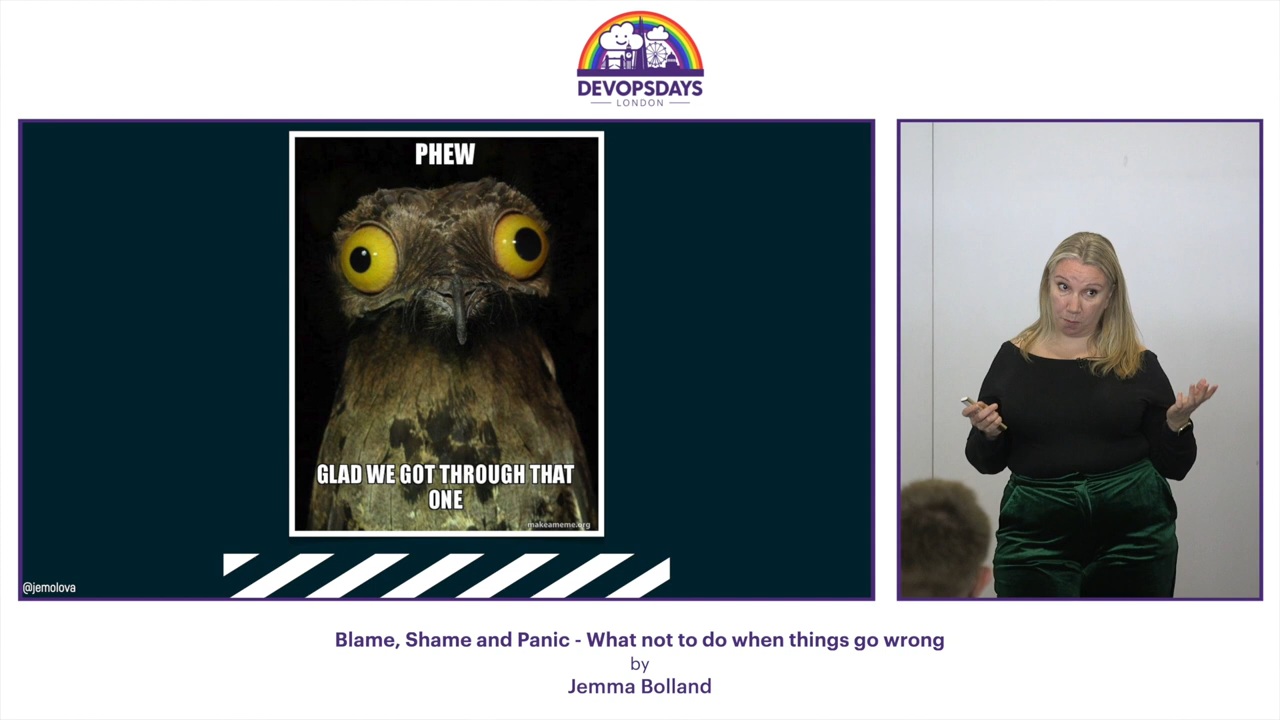 DEVOPSDAYS
LONDON
PHEW
GLAD WE GOT THROUGH THAT
ONE
makeameme.org
@jemolova
Blame, Shame and Panic - What not to do when things go wrong
by
Jemma Bolland